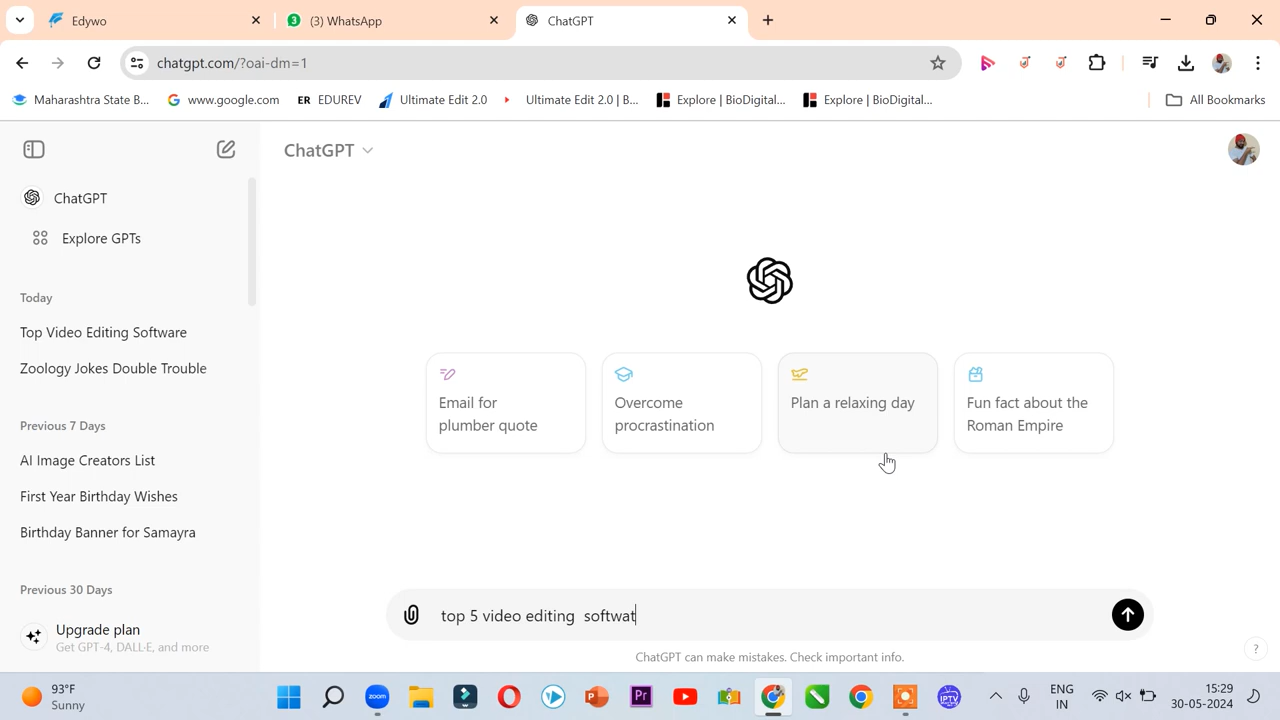 Edywo
(3) WhatsApp
ChatGPT
chatgpt.com/?oai-dm=1
Maharashtra State B...
www.google.com
ER EDUREV
Ultimate Edit 2.0
Ultimate Edit 2.0 | B...
Explore | BioDigital...
Explore | BioDigital...
All Bookmarks
ChatGPT
ChatGPT
Explore GPTs
Today
Top Video Editing Software
Zoology Jokes Double Trouble
Previous 7 Days
AI Image Creators List
First Year Birthday Wishes
Birthday Banner for Samayra
Previous 30 Days
Upgrade plan
Get GPT-4, DALL·E, and more
Email for
plumber quote
Overcome
procrastination
Plan a relaxing day
Fun fact about the
Roman Empire
top 5 video editing  softwat
ChatGPT can make mistakes. Check important info.
?
93°F
Sunny
zoom
Pr
IPTV
ENG
IN
15:29
30-05-2024